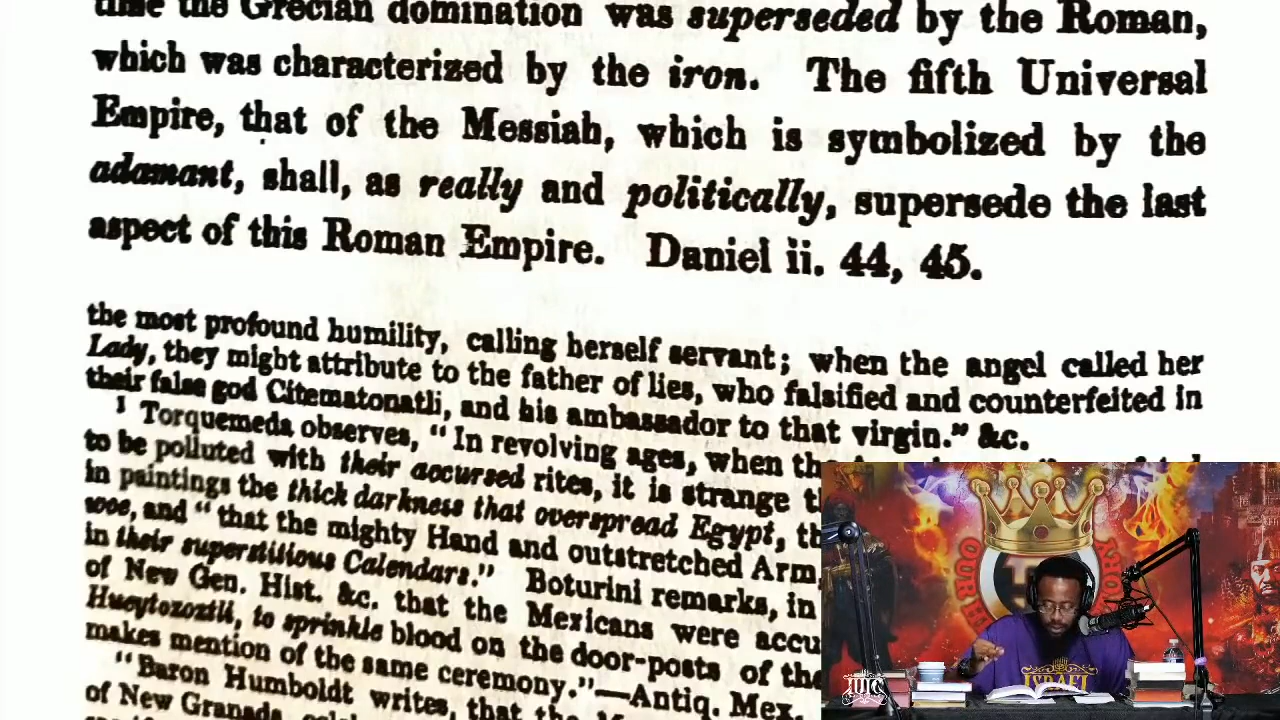 time the Grecian domination was superseded by the Roman,
which was characterized by the iron. The fifth Universal
Empire, that of the Messiah, which is symbolized by the
adamant, shall, as really and politically, supersede the last
aspect of this Roman Empire. Daniel ii. 44, 45.
the most profound humility, calling herself servant; when the angel called her
Lady, they might attribute to the father of lies, who falsified and counterfeited in
their false god Citematonatli, and his ambassador to that virgin." &c.
1 Torquemeda observes, "In revolving ages, when
to be polluted with their accursed rites, it is strange
in paintings the thick darkness that overspread Egypt,
woe, and "that the mighty Hand and outstretched Arm,
in their superstitious Calendars." Boturini remarks, in
of New Gen. Hist. &c. that the Mexicans were
Hueytozoztli, to sprinkle blood on the door-posts of
makes mention of the same ceremony."—Antiq. Mex.
"Baron Humboldt writes, that the
of New Granada,
OUR
ISRAEL
IUIC